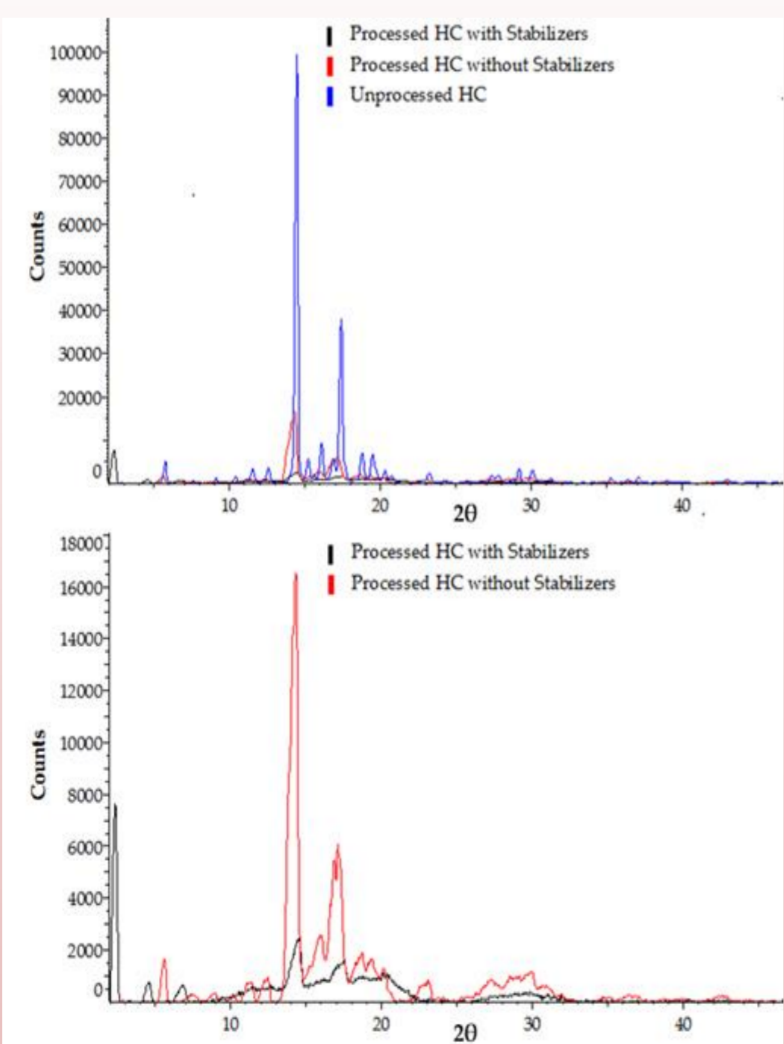 Processed HC with Stabilizers
Processed HC without Stabilizers
Unprocessed HC
100000
90000
80000
70000
60000
50000
40000
30000
20000
0
Counts
10 20 30 40
2θ
Processed HC with Stabilizers
Processed HC without Stabilizers
18000
16000
14000
12000
10000
8000
6000
4000
2000
0
Counts
10 20 30 40
2θ